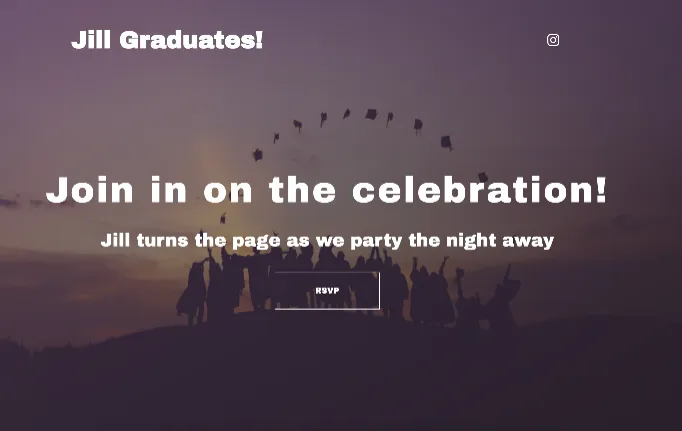 Jill Graduates!
Join in on the celebration!
Jill turns the page as we party the night away
RSVP